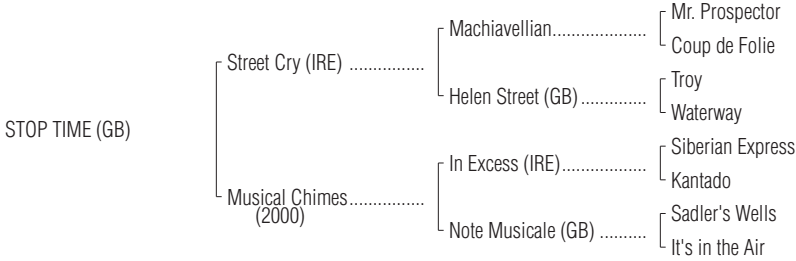 Mr. Prospector
Machiavellian....................
Coup de Folie
Street Cry (IRE) ................
Troy
Helen Street (GB) ..............
Waterway
STOP TIME (GB)
Siberian Express
In Excess (IRE)..................
Kantado
Musical Chimes................
(2000)
Sadler's Wells
Note Musicale (GB) ..........
It's in the Air